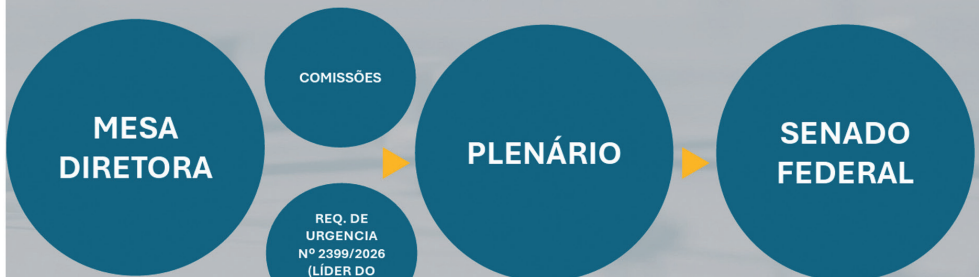 MESA
DIRETORA
COMISSÕES
REQ. DE
URGENCIA
Nº 2399/2026
(LÍDER DO
PLENÁRIO
SENADO
FEDERAL